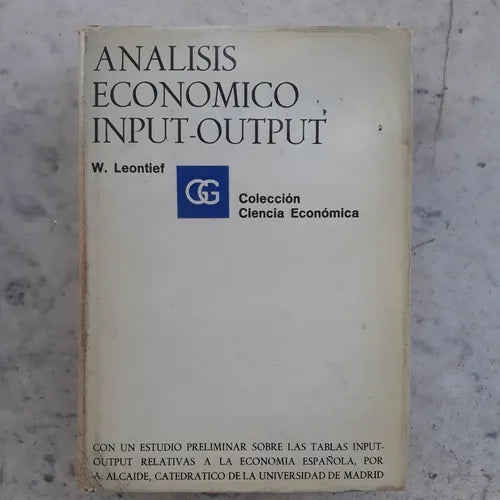 ANALISIS
ECONOMICO
INPUT-OUTPUT
W. Leontief
GG
Colección
Ciencia Económica
CON UN ESTUDIO PRELIMINAR SOBRE LAS TABLAS INPUT-
OUTPUT RELATIVAS A LA ECONOMIA ESPAÑOLA, POR
A. ALCAIDE, CATEDRATICO DE LA UNIVERSIDAD DE MADRID